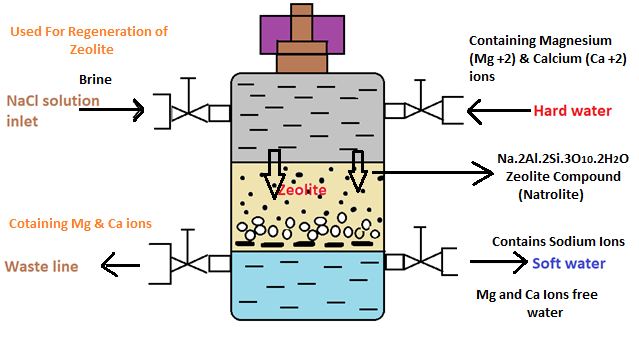 Used For Regeneration of
Zeolite
Brine
NaCl solution
inlet
Containing Magnesium
(Mg +2) & Calcium (Ca +2)
ions
Hard water
Zeolite
Na.2Al.2Si.3O10.2H2O
Zeolite Compound
(Natrolite)
Cotaining Mg & Ca ions
Waste line
Contains Sodium Ions
Soft water
Mg and Ca Ions free
water